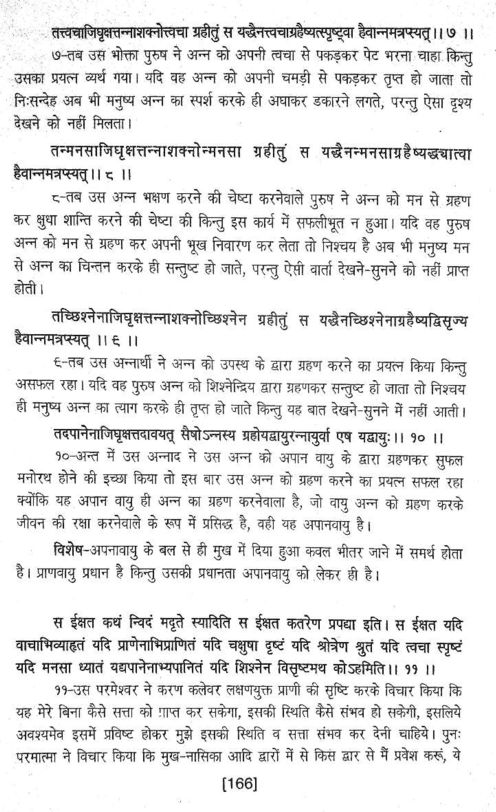 तत्त्वचाजिघृक्षत्तन्नाशक्नोत्त्वचा ग्रहीतुं स यद्धैनत्त्वचाग्रहैष्यत्स्पृष्ट्वा हैवान्नमत्रप्स्यत्।। ७ ।।
७-तब उस भोक्ता पुरुष ने अन्न को अपनी त्वचा से पकड़कर पेट भरना चाहा किन्तु
उसका प्रयत्न व्यर्थ गया। यदि वह अन्न को अपनी चमड़ी से पकड़कर तृप्त हो जाता तो
निःसन्देह अब भी मनुष्य अन्न का स्पर्श करके ही अघाकर डकारने लगते, परन्तु ऐसा दृश्य
देखने को नहीं मिलता।
तन्मनसाजिघृक्षत्तन्नाशक्नोन्मनसा ग्रहीतुं स यद्धैनन्मनसाग्रहैष्यद्ध्यात्वा
हैवान्नमत्रप्स्यत्।। ८ ।।
८-तब उस अन्न भक्षण करने की चेष्टा करनेवाले पुरुष ने अन्न को मन से ग्रहण
कर क्षुधा शान्ति करने की चेष्टा की किन्तु इस कार्य में सफलीभूत न हुआ। यदि वह पुरुष
अन्न को मन से ग्रहण कर अपनी भूख निवारण कर लेता तो निश्चय है अब भी मनुष्य मन
से अन्न का चिन्तन करके ही सन्तुष्ट हो जाते, परन्तु ऐसी वार्ता देखने-सुनने को नहीं प्राप्त
होती।
तच्छिश्नेनाजिघृक्षत्तन्नाशक्नोच्छिश्नेन ग्रहीतुं स यद्धैनच्छिश्नेनाग्रहैष्यद्विसृज्य
हैवान्नमत्रप्स्यत् ।। ९ ।।
९-तब उस अन्नार्थी ने अन्न को उपस्थ के द्वारा ग्रहण करने का प्रयत्न किया किन्तु
असफल रहा। यदि वह पुरुष अन्न को शिश्नेन्द्रिय द्वारा ग्रहणकर सन्तुष्ट हो जाता तो निश्चय
ही मनुष्य अन्न का त्याग करके ही तृप्त हो जाते किन्तु यह बात देखने-सुनने में नहीं आती।
तदपानेनाजिघृक्षत्तदावयत् सैषोऽन्नस्य ग्रहोयद्वायुरन्नायुर्वा एष यद्वायुः।। १० ।।
१०-अन्त में उस अन्नाद ने उस अन्न को अपान वायु के द्वारा ग्रहणकर सुफल
मनोरथ होने की इच्छा किया तो इस बार उस अन्न को ग्रहण करने का प्रयत्न सफल रहा
क्योंकि यह अपान वायु ही अन्न का ग्रहण करनेवाला है, जो वायु अन्न को ग्रहण करके
जीवन की रक्षा करनेवाले के रूप में प्रसिद्ध है, वही यह अपानवायु है।
विशेष-अपनावायु के बल से ही मुख में दिया हुआ कवल भीतर जाने में समर्थ होता
है। प्राणवायु प्रधान है किन्तु उसकी प्रधानता अपानवायु को लेकर ही है।
स ईक्षत कथं न्विदं मदृते स्यादिति स ईक्षत कतरेण प्रपद्या इति। स ईक्षत यदि
वाचाभिव्याहृतं यदि प्राणेनाभिप्राणितं यदि चक्षुषा दृष्टं यदि श्रोत्रेण श्रुतं यदि त्वचा स्पृष्टं
यदि मनसा ध्यातं यद्यपानेनाभ्यपानितं यदि शिश्नेन विसृष्टमथ कोऽहमिति।। ११ ।।
११-उस परमेश्वर ने करण कलेवर लक्षणयुक्त प्राणी की सृष्टि करके विचार किया कि
यह मेरे बिना कैसे सत्ता को प्राप्त कर सकेगा, इसकी स्थिति कैसे संभव हो सकेगी, इसलिये
अवश्यमेव इसमें प्रविष्ट होकर मुझे इसकी स्थिति व सत्ता संभव कर देनी चाहिये। पुनः
परमात्मा ने विचार किया कि मुख-नासिका आदि द्वारों में से किस द्वार से मैं प्रवेश करूं, ये
[166]